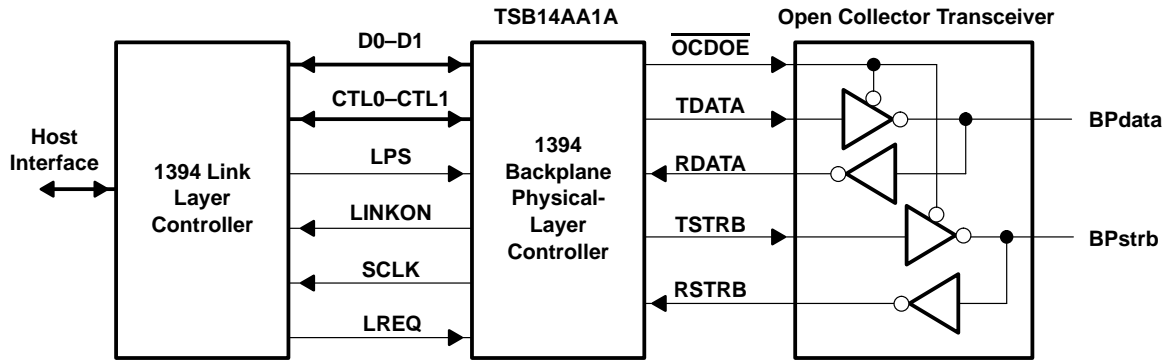 TSB14AA1A
Open Collector Transceiver
D0–D1
OCDOE
CTL0–CTL1
TDATA
BPdata
Host
Interface
1394 Link
Layer
Controller
LPS
1394
Backplane
Physical-
Layer
Controller
RDATA
LINKON
TSTRB
BPstrb
SCLK
RSTRB
LREQ